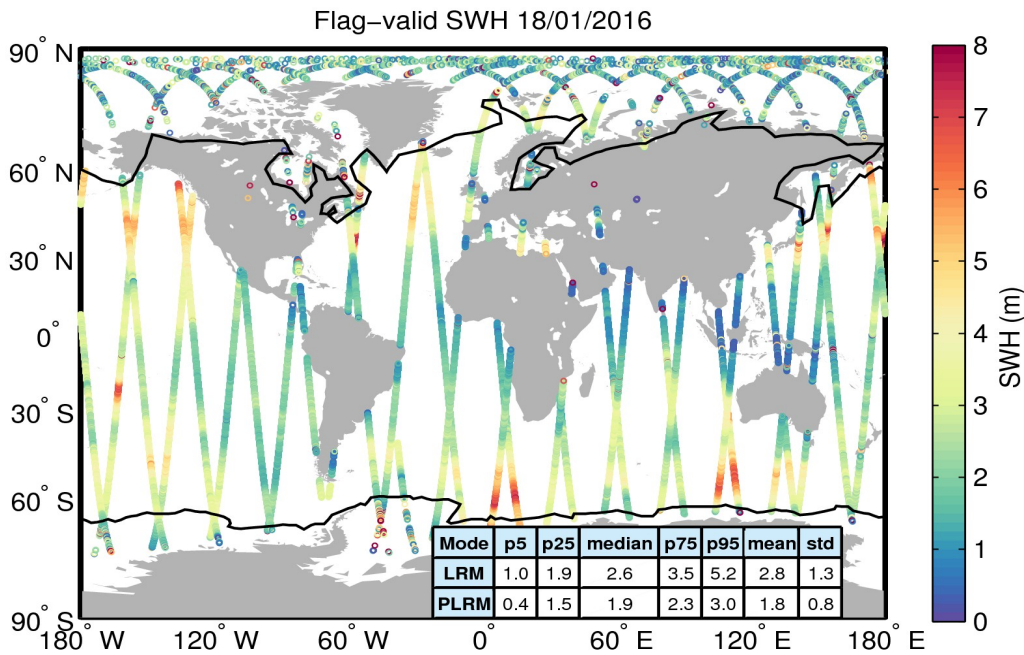 Flag−valid SWH 18/01/2016
90° N
60° N
30° N
0°
30° S
60° S
90° S
180° W
120° W
60° W
0°
60° E
120° E
180° E
8
7
6
5
4
3
2
1
0
SWH (m)
Mode p5 p25 median p75 p95 mean std
LRM 1.0 1.9 2.6 3.5 5.2 2.8 1.3
PLRM 0.4 1.5 1.9 2.3 3.0 1.8 0.8